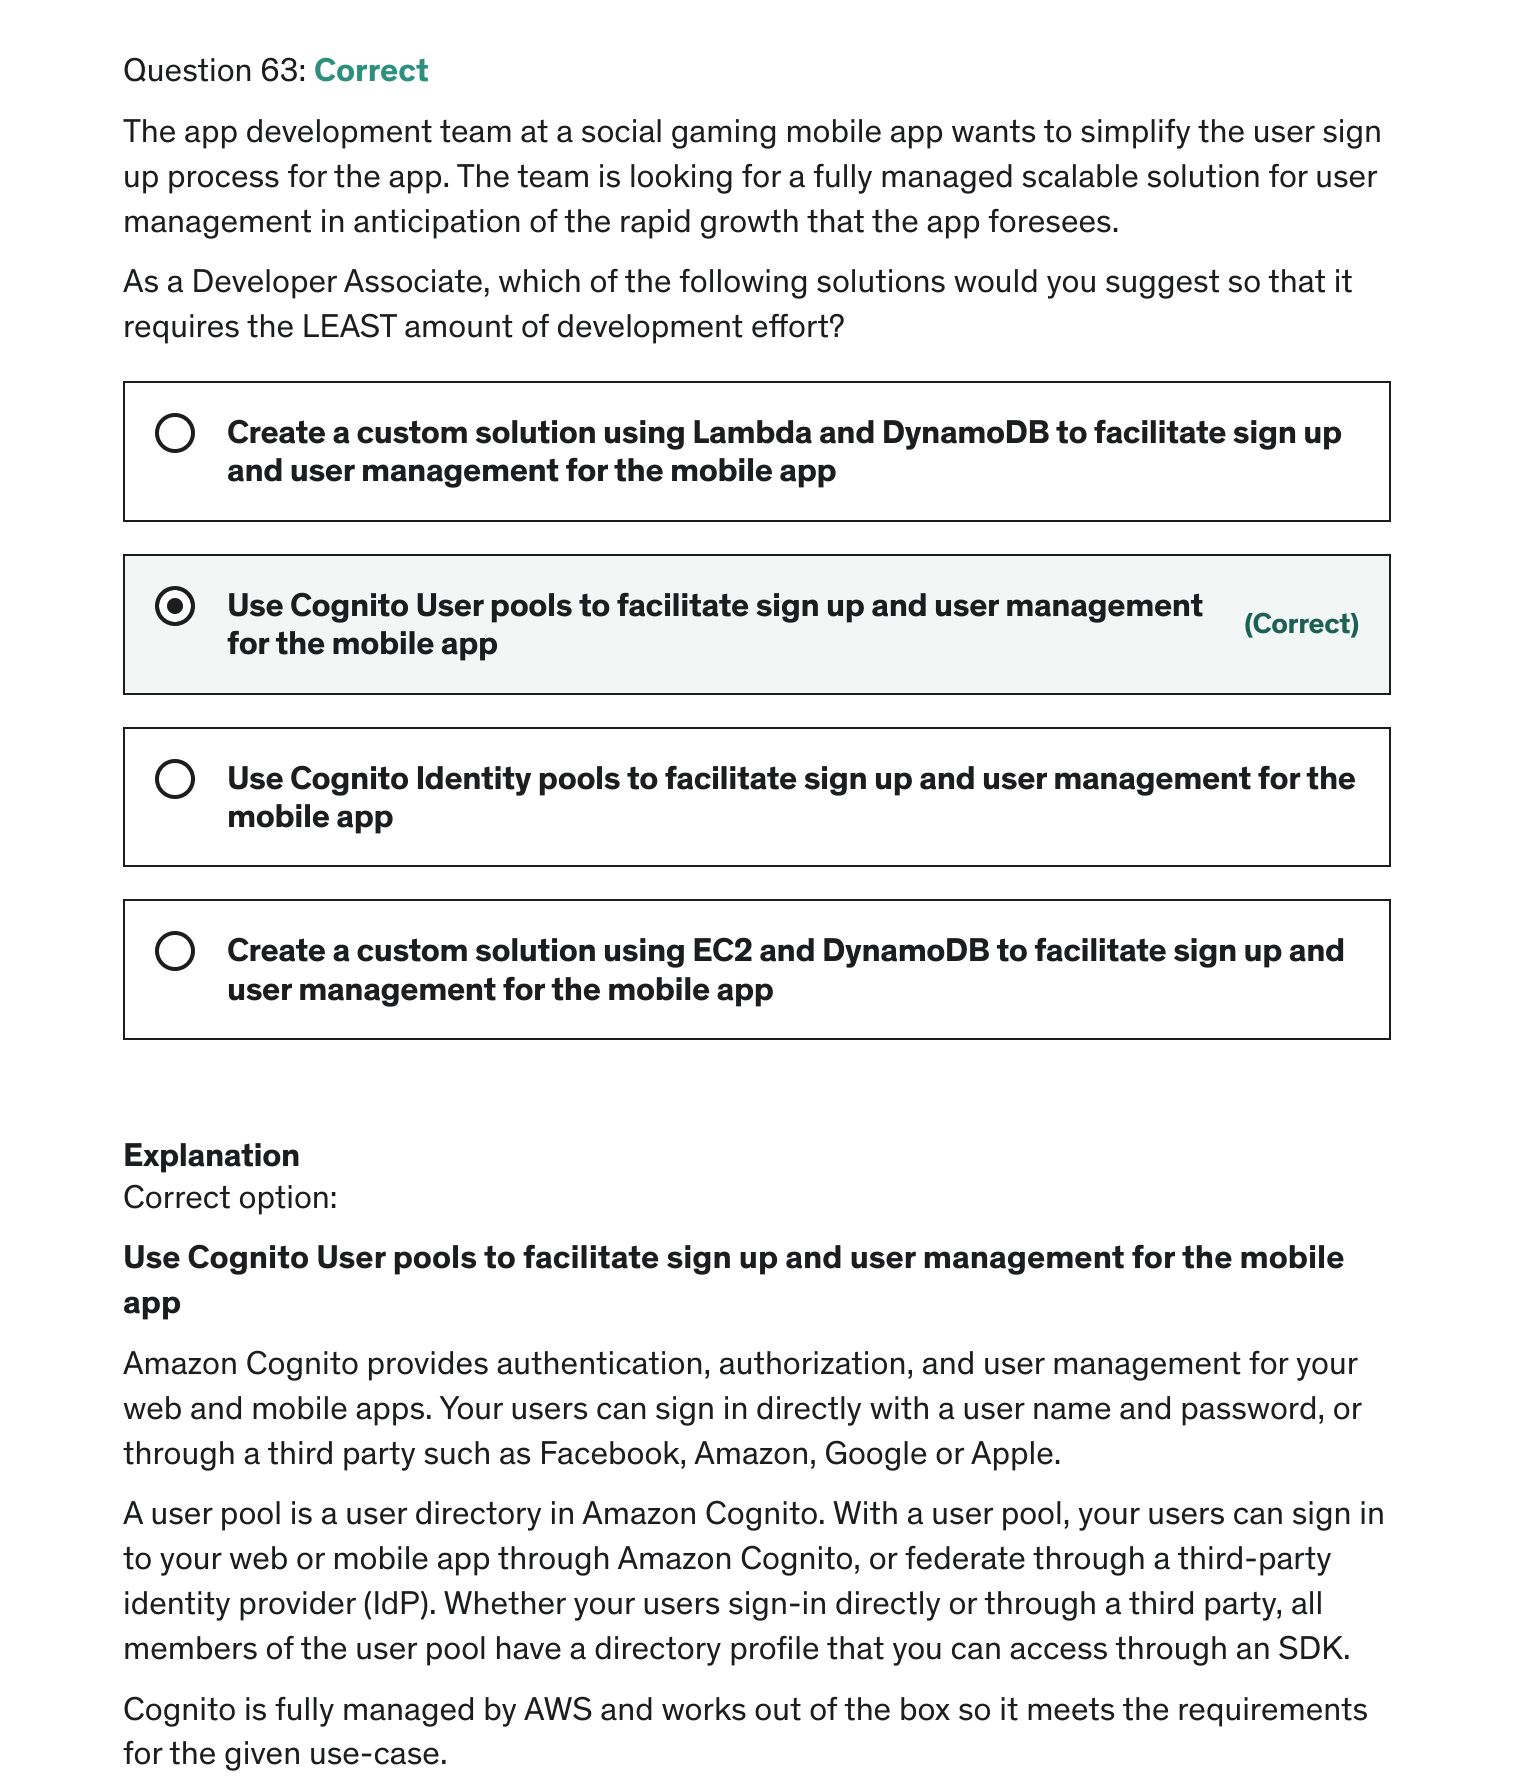 Question 63: Correct
The app development team at a social gaming mobile app wants to simplify the user sign
up process for the app. The team is looking for a fully managed scalable solution for user
management in anticipation of the rapid growth that the app foresees.
As a Developer Associate, which of the following solutions would you suggest so that it
requires the LEAST amount of development effort?
Create a custom solution using Lambda and DynamoDB to facilitate sign up
and user management for the mobile app
Use Cognito User pools to facilitate sign up and user management
for the mobile app
(Correct)
Use Cognito Identity pools to facilitate sign up and user management for the
mobile app
Create a custom solution using EC2 and DynamoDB to facilitate sign up and
user management for the mobile app
Explanation
Correct option:
Use Cognito User pools to facilitate sign up and user management for the mobile
app
Amazon Cognito provides authentication, authorization, and user management for your
web and mobile apps. Your users can sign in directly with a user name and password, or
through a third party such as Facebook, Amazon, Google or Apple.
A user pool is a user directory in Amazon Cognito. With a user pool, your users can sign in
to your web or mobile app through Amazon Cognito, or federate through a third-party
identity provider (IdP). Whether your users sign-in directly or through a third party, all
members of the user pool have a directory profile that you can access through an SDK.
Cognito is fully managed by AWS and works out of the box so it meets the requirements
for the given use-case.